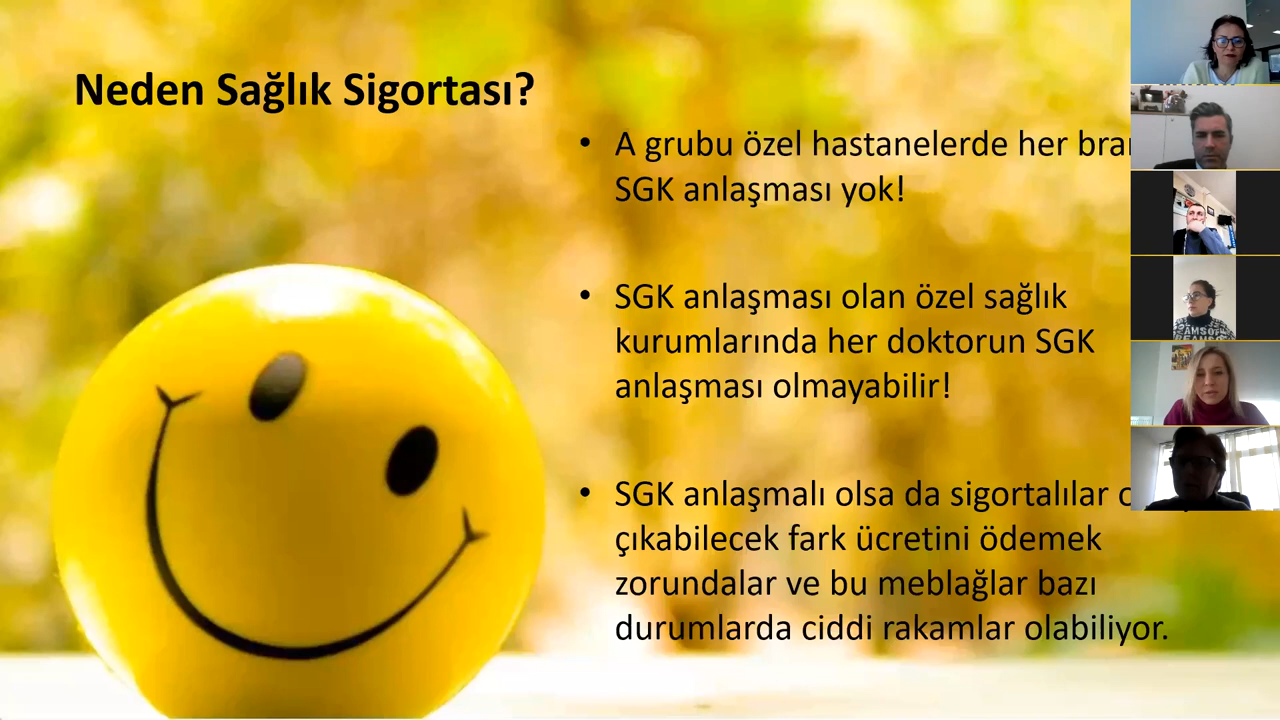 Neden Sağlık Sigortası?
• A grubu özel hastanelerde her
SGK anlaşması yok!
• SGK anlaşması olan özel sağlık
kurumlarında her doktorun SGK
anlaşması olmayabilir!
• SGK anlaşmalı olsa da sigortalılar
çıkabilecek fark ücretini ödemek
zorundalar ve bu meblağlar bazı
durumlarda ciddi rakamlar olabiliyor.